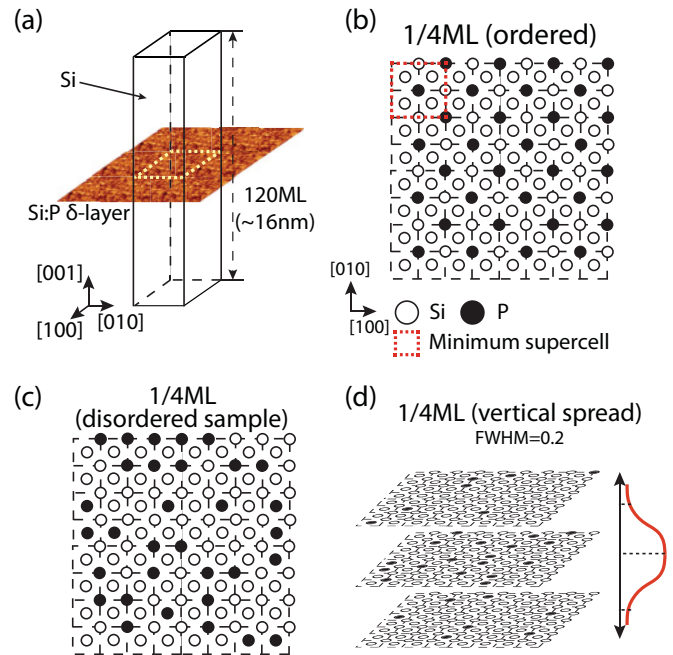 (a)
Si
Si:P δ-layer
120ML
(~16nm)
[001]
[100]
[010]
(b)
1/4ML (ordered)
[010]
[100]
Si
P
Minimum supercell
(c)
1/4ML
(disordered sample)
(d)
1/4ML (vertical spread)
FWHM=0.2